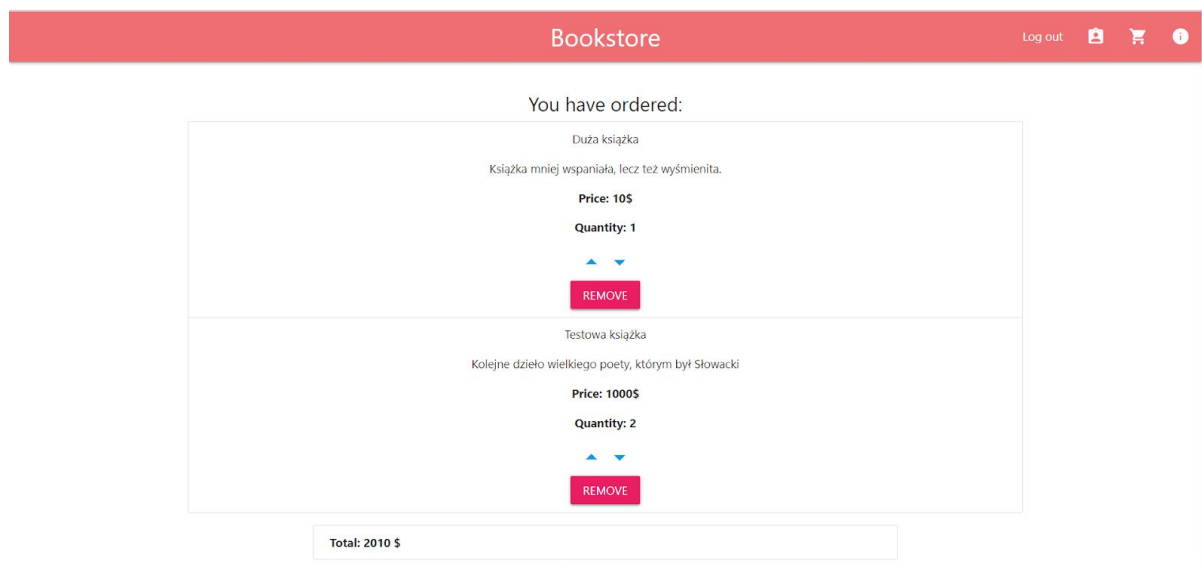 Bookstore
Log out
You have ordered:
Duża książka
Książka mniej wspaniała, lecz też wyśmienita.
Price: 10$
Quantity: 1
REMOVE
Testowa książka
Kolejne dzieło wielkiego poety, którym był Słowacki
Price: 1000$
Quantity: 2
REMOVE
Total: 2010 $